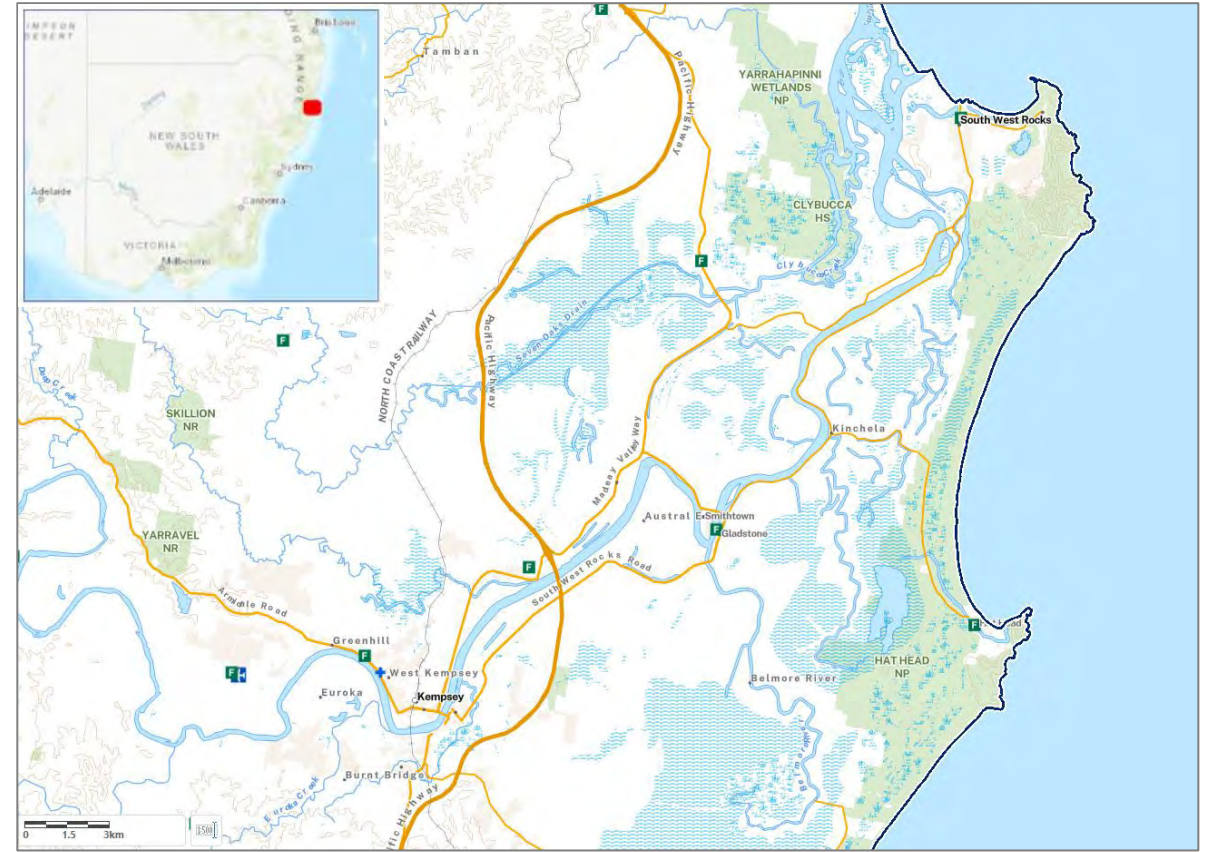 DING RANGE
Brisbane
NEW SOUTH
WALES
Sydney
Adelaide
Canberra
VICTORIA
Melbourne
Tamban
Pacific Highway
YARRAHAPINNI
WETLANDS
NP
South West Rocks
CLYBUCCA
HS
Clybucca Creek
Seven Oaks Drain
NORTH COAST RAILWAY
Pacific Highway
F
F
F
F
F
F
F
F
F
SKILLION
NR
Kinchela
Macleay Valley Way
Austral E
Smithtown
Gladstone
YARRAVEL
NR
South West Rocks Road
Armidale Road
Greenhill
West Kempsey
Euroka
Kempsey
HAT HEAD
NP
Belmore River
Burnt Bridge
Euroka Creek
0 1.5 3km